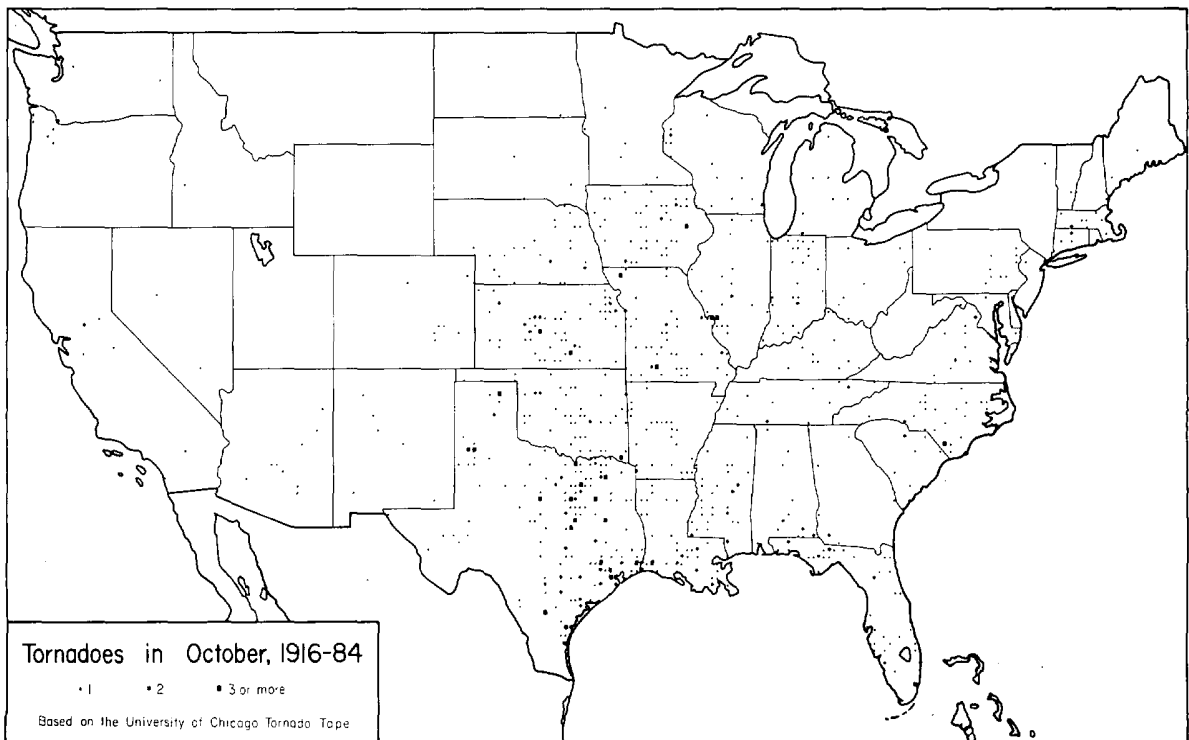 Tornadoes in October, 1916-84
1 2 3 or more
Based on the University of Chicago Tornado Tape